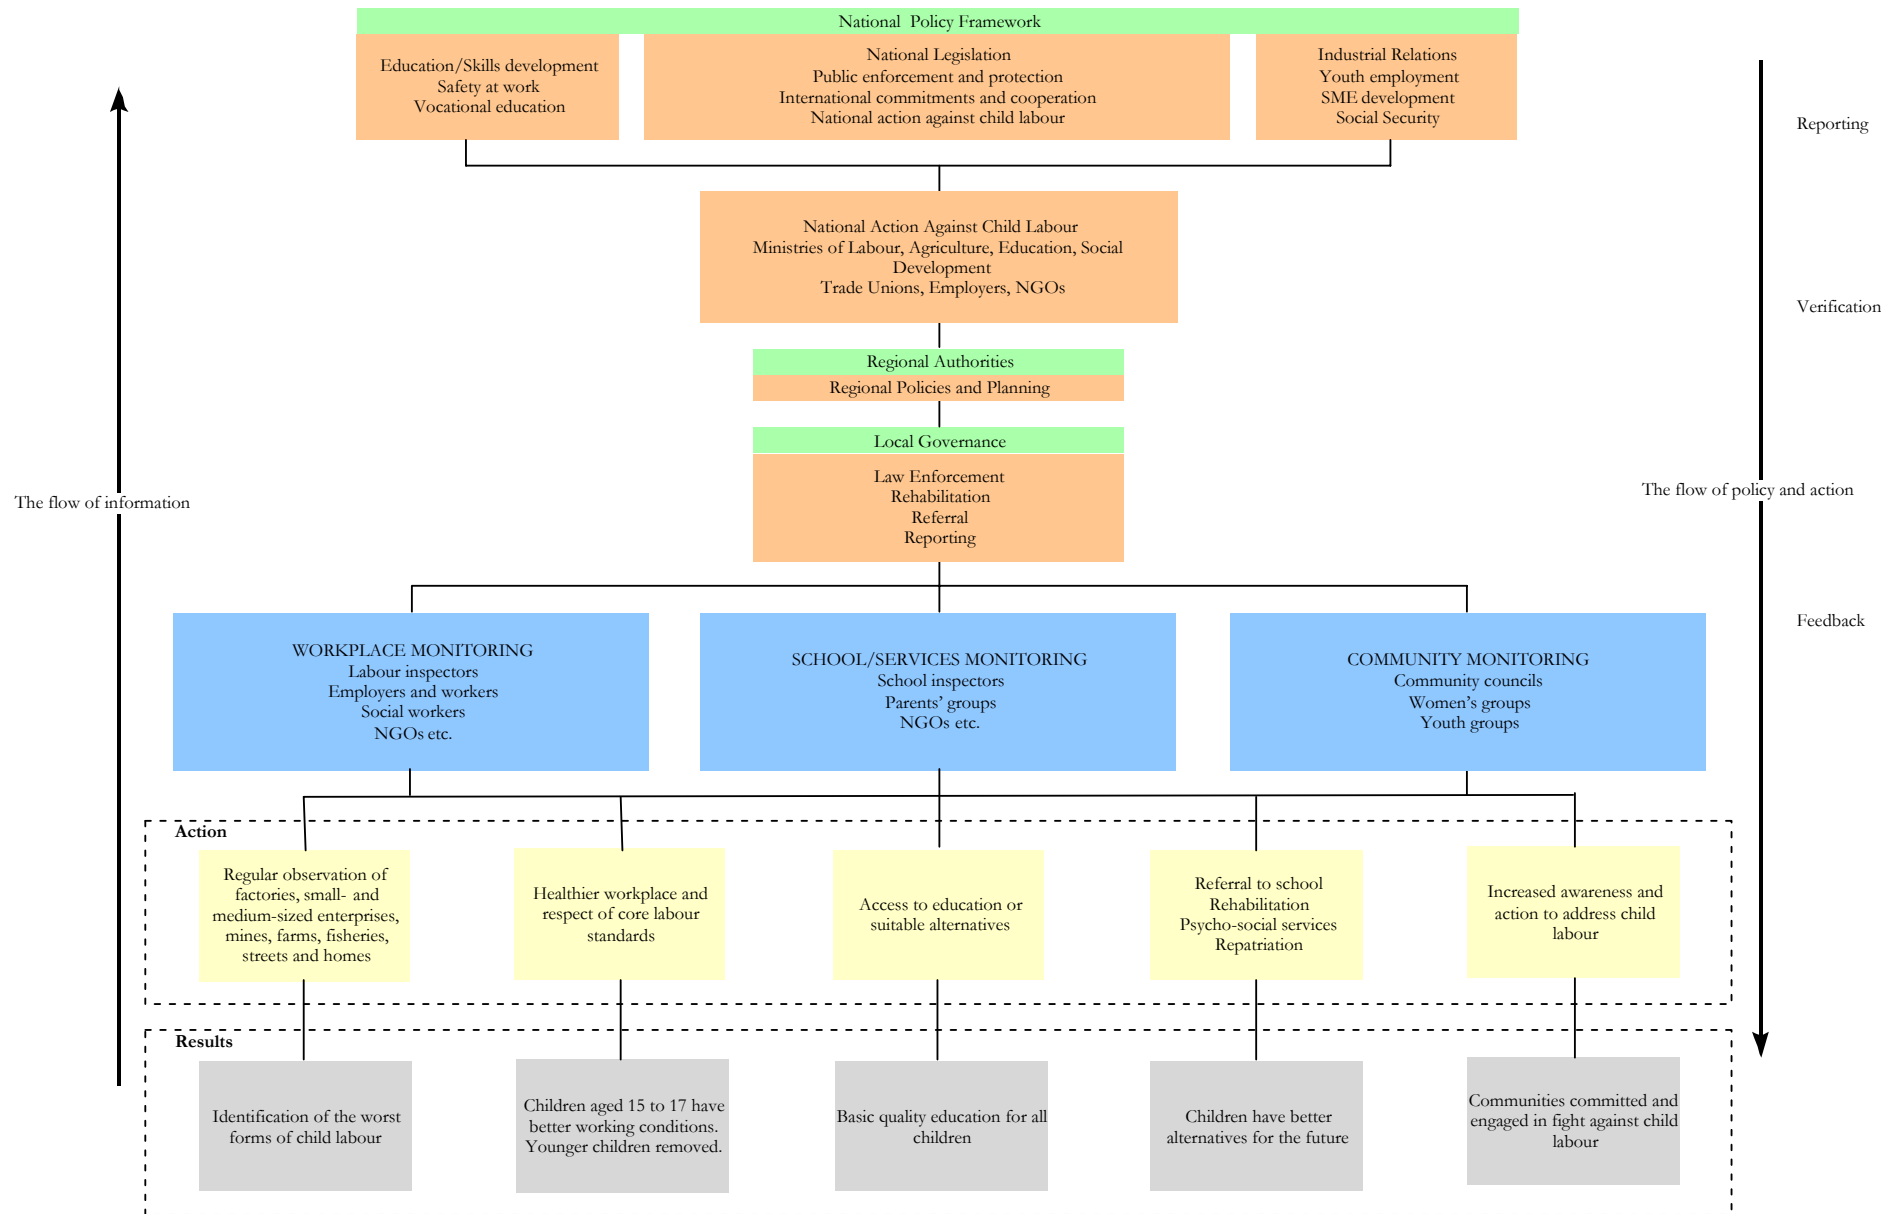 National Policy Framework
Education/Skills development
Safety at work
Vocational education
National Legislation
Public enforcement and protection
International commitments and cooperation
National action against child labour
Industrial Relations
Youth employment
SME development
Social Security
Reporting
National Action Against Child Labour
Ministries of Labour, Agriculture, Education, Social
Development
Trade Unions, Employers, NGOs
Verification
Regional Authorities
Regional Policies and Planning
Local Governance
Law Enforcement
Rehabilitation
Referral
Reporting
The flow of information
The flow of policy and action
Feedback
WORKPLACE MONITORING
Labour inspectors
Employers and workers
Social workers
NGOs etc.
SCHOOL/SERVICES MONITORING
School inspectors
Parents’ groups
NGOs etc.
COMMUNITY MONITORING
Community councils
Women’s groups
Youth groups
Action
Regular observation of
factories, small- and
medium-sized enterprises,
mines, farms, fisheries,
streets and homes
Healthier workplace and
respect of core labour
standards
Access to education or
suitable alternatives
Referral to school
Rehabilitation
Psycho-social services
Repatriation
Increased awareness and
action to address child
labour
Results
Identification of the worst
forms of child labour
Children aged 15 to 17 have
better working conditions.
Younger children removed.
Basic quality education for all
children
Children have better
alternatives for the future
Communities committed and
engaged in fight against child
labour